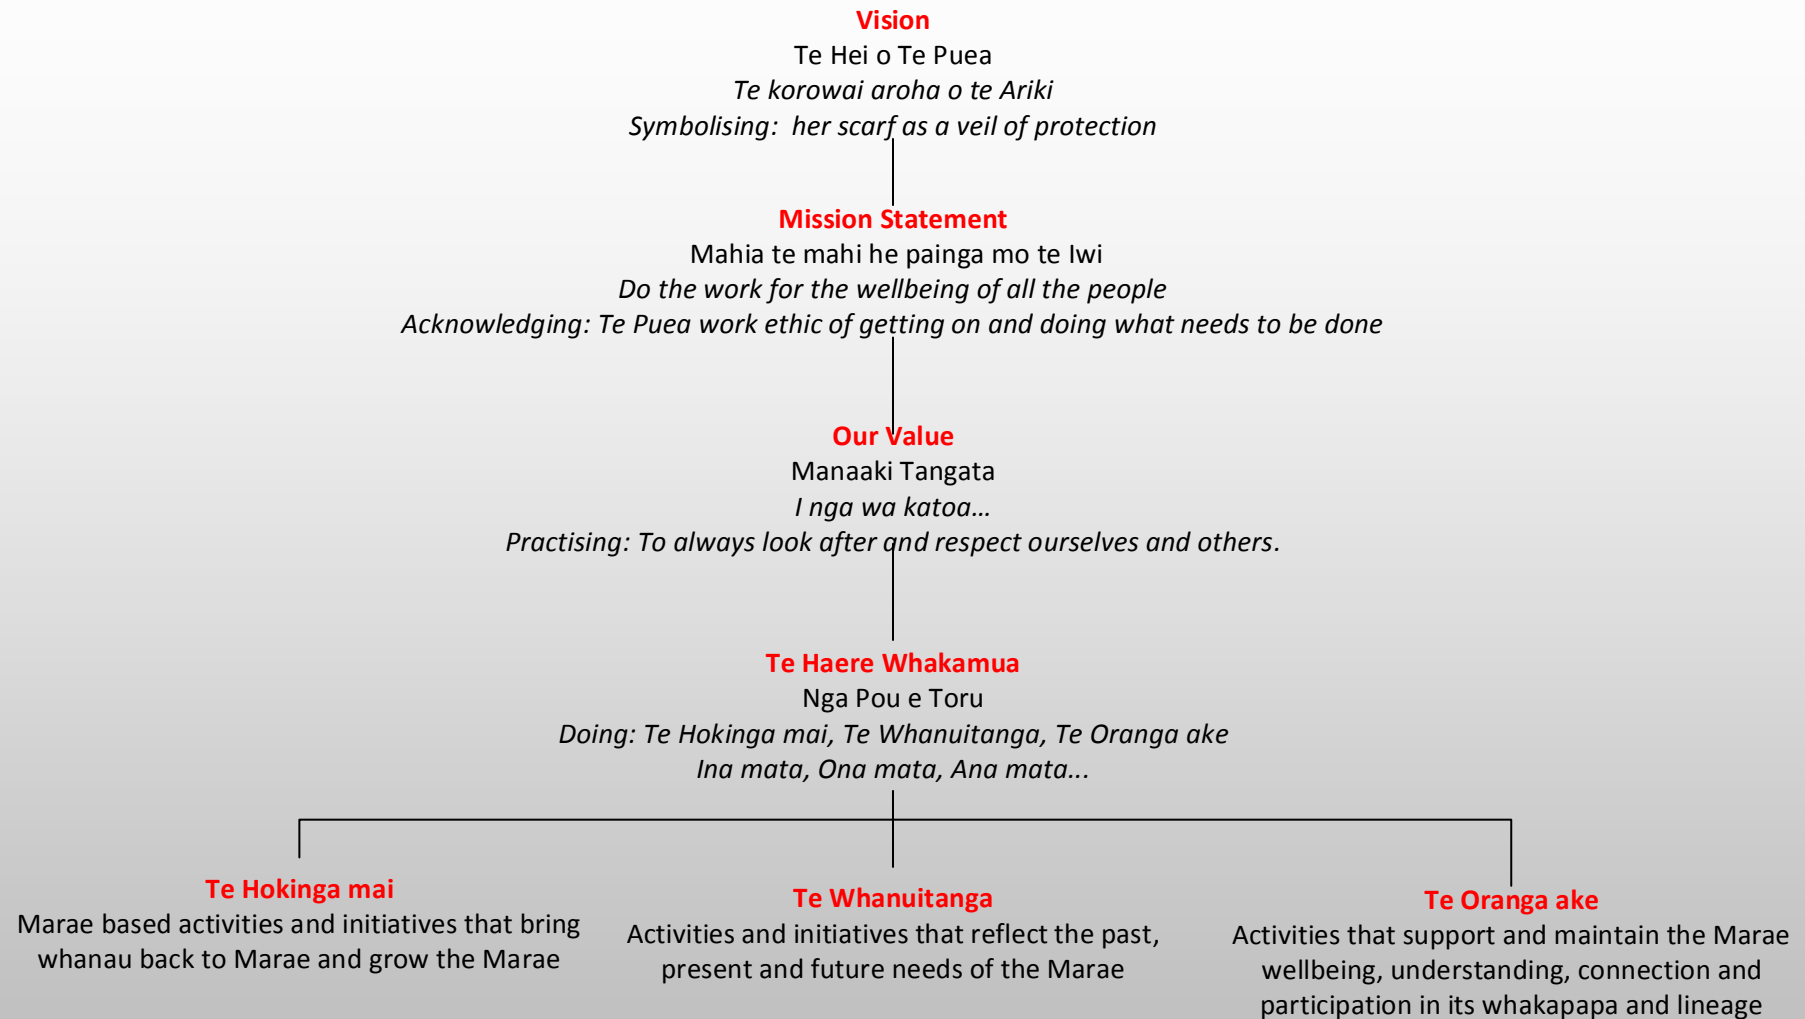 Vision
Te Hei o Te Puea
Te korowai aroha o te Ariki
Symbolising:  her scarf as a veil of protection
Mission Statement
Mahia te mahi he painga mo te Iwi
Do the work for the wellbeing of all the people
Acknowledging: Te Puea work ethic of getting on and doing what needs to be done
Our Value
Manaaki Tangata
I nga wa katoa...
Practising: To always look after and respect ourselves and others.
Te Haere Whakamua
Nga Pou e Toru
Doing: Te Hokinga mai, Te Whanuitanga, Te Oranga ake
Ina mata, Ona mata, Ana mata...
Te Hokinga mai
Marae based activities and initiatives that bring
whanau back to Marae and grow the Marae
Te Whanuitanga
Activities and initiatives that reflect the past,
present and future needs of the Marae
Te Oranga ake
Activities that support and maintain the Marae
wellbeing, understanding, connection and
participation in its whakapapa and lineage